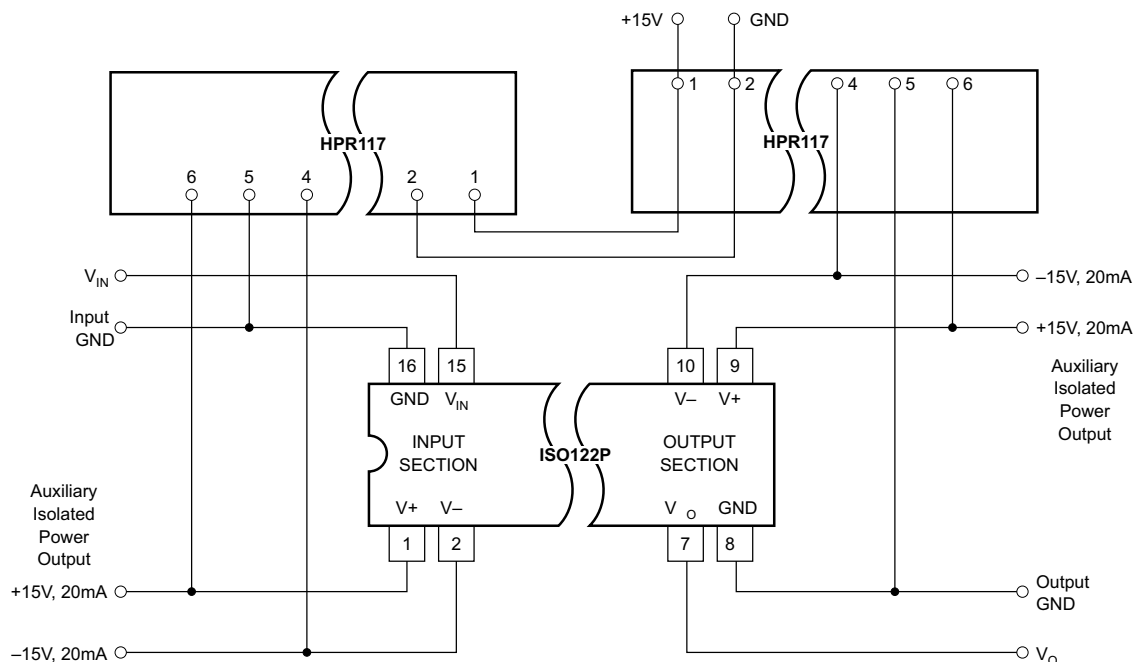 +15V GND
1 2 4 5 6
HPR117
HPR117
6 5 4 2 1
V_IN
Input
GND
–15V, 20mA
+15V, 20mA
Auxiliary
Isolated
Power
Output
16 15 10 9
GND V_IN V– V+
INPUT
SECTION
ISO122P
OUTPUT
SECTION
V+ V– V_O GND
1 2 7 8
Auxiliary
Isolated
Power
Output
+15V, 20mA
–15V, 20mA
Output
GND
V_O